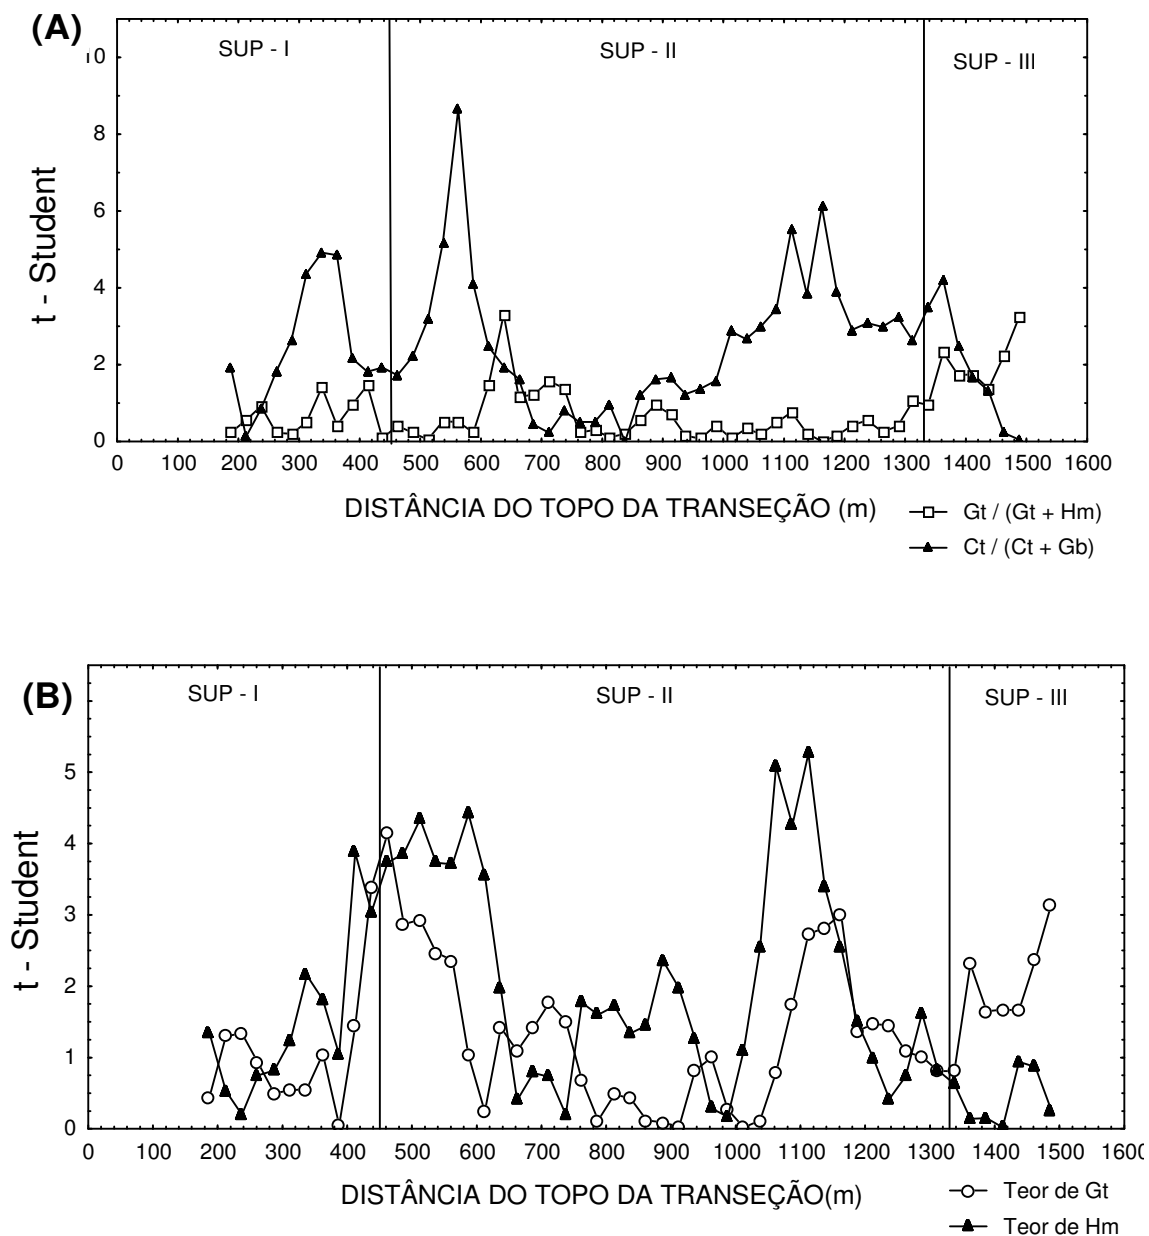 (A)
SUP - I
SUP - II
SUP - III
10
8
6
4
2
0
t - Student
0 100 200 300 400 500 600 700 800 900 1000 1100 1200 1300 1400 1500 1600
DISTÂNCIA DO TOPO DA TRANSEÇÃO (m)
Gt / (Gt + Hm)
Ct / (Ct + Gb)
(B)
SUP - I
SUP - II
SUP - III
5
4
3
2
1
0
t - Student
0 100 200 300 400 500 600 700 800 900 1000 1100 1200 1300 1400 1500 1600
DISTÂNCIA DO TOPO DA TRANSEÇÃO(m)
Teor de Gt
Teor de Hm